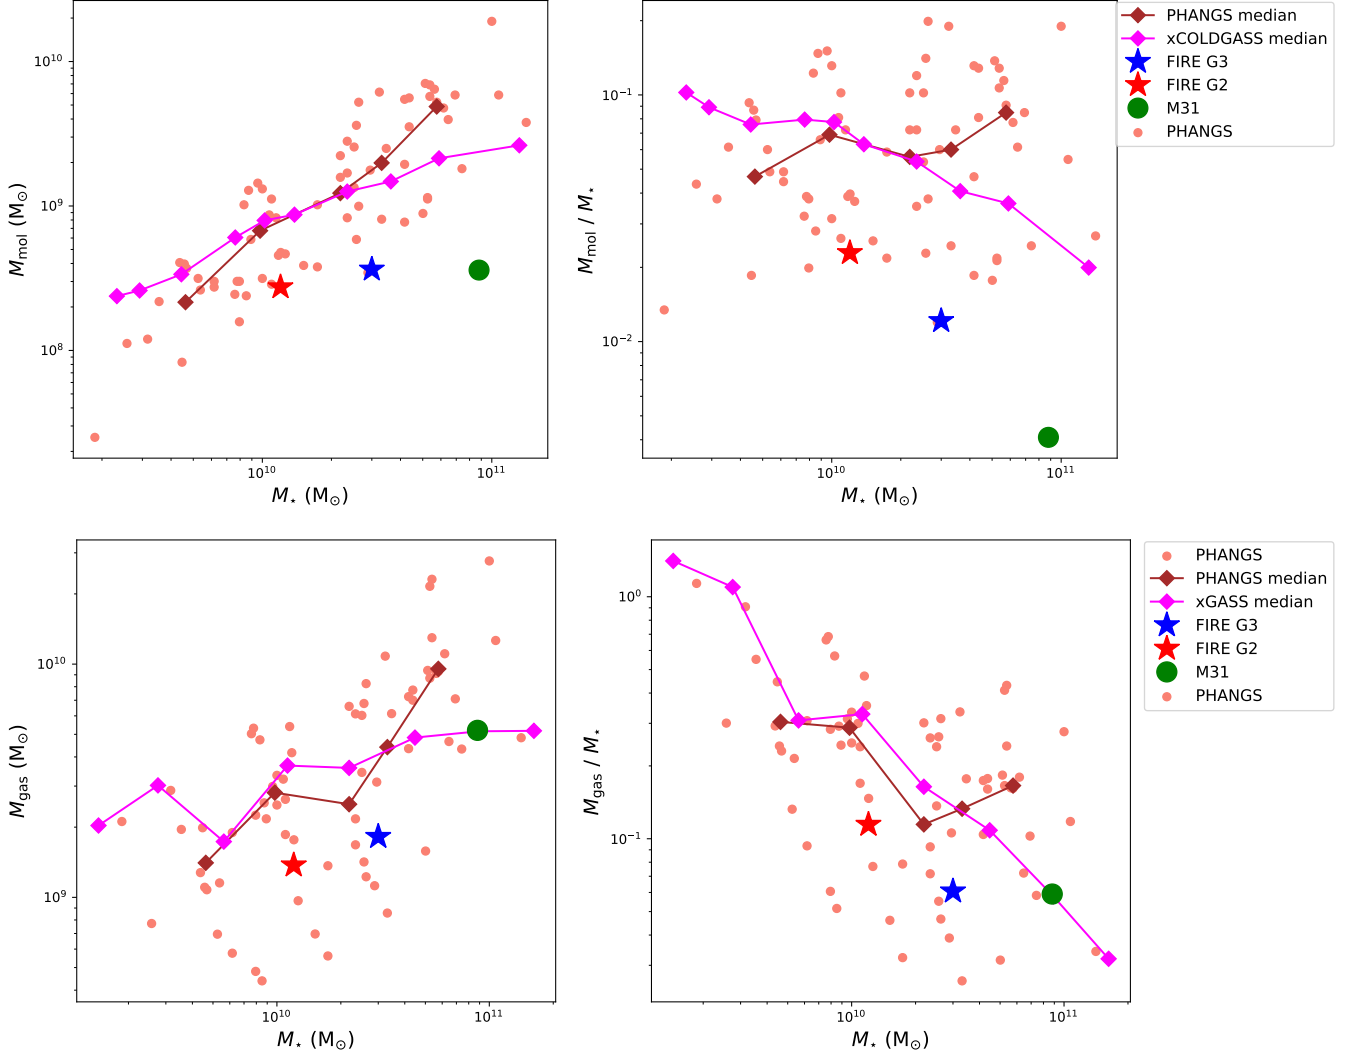 10¹⁰
10⁹
10⁸
M_mol (M_⊙)
10¹⁰
10¹¹
M_⋆ (M_⊙)
10⁻¹
10⁻²
M_mol / M_⋆
10¹⁰
10¹¹
M_⋆ (M_⊙)
PHANGS median
xCOLDGASS median
FIRE G3
FIRE G2
M31
PHANGS
10¹⁰
10⁹
M_gas (M_⊙)
10¹⁰
10¹¹
M_⋆ (M_⊙)
10⁰
10⁻¹
M_gas / M_⋆
10¹⁰
10¹¹
M_⋆ (M_⊙)
PHANGS
PHANGS median
xGASS median
FIRE G3
FIRE G2
M31
PHANGS